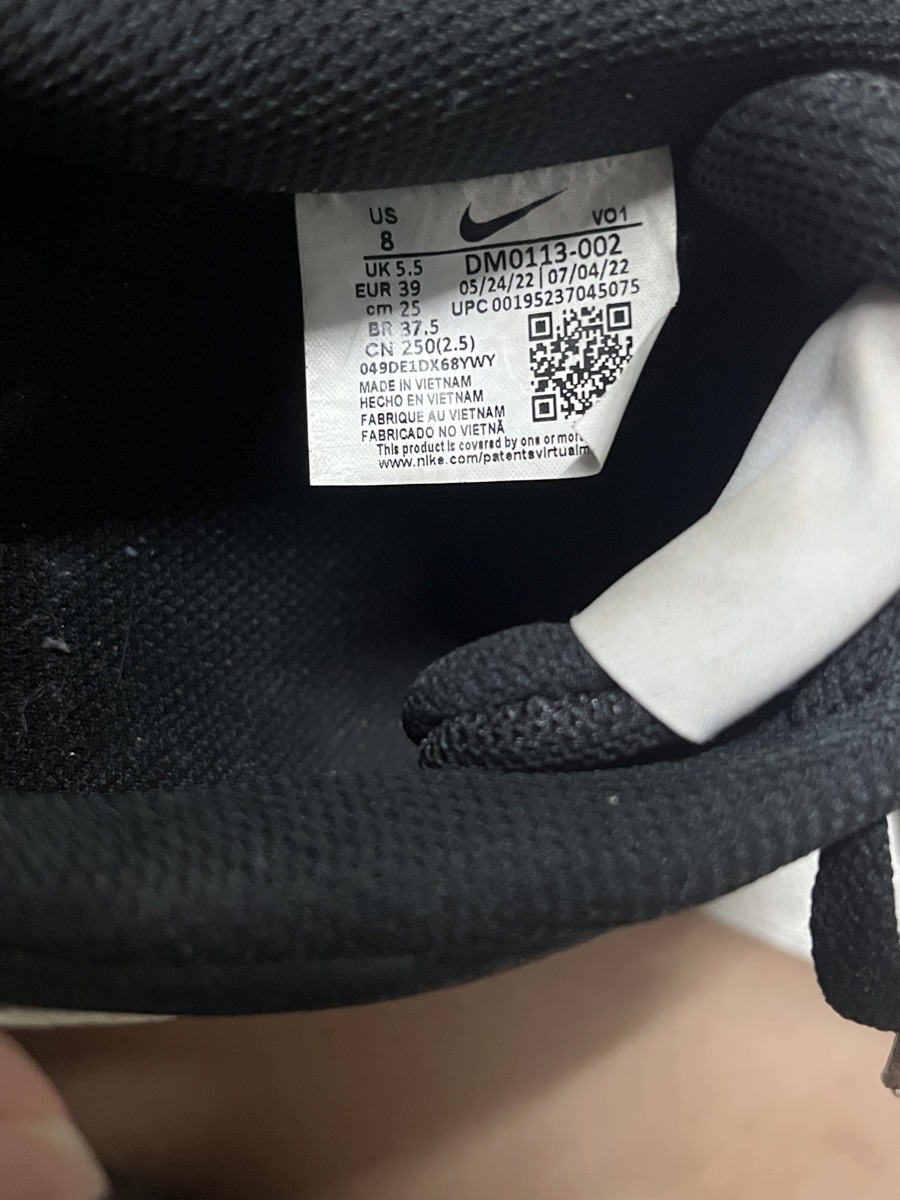 US VO1
8
UK 5.5 DM0113-002
EUR 39 05/24/22|07/04/22
cm 25 UPC 00195237045075
BR 37.5
CN 250(2.5)
049DE1DX68YWY
MADE IN VIETNAM
HECHO EN VIETNAM
FABRIQUE AU VIETNAM
FABRICADO NO VIETNÃ
This product is covered by one or more
www.nike.com/patentsvirtualm